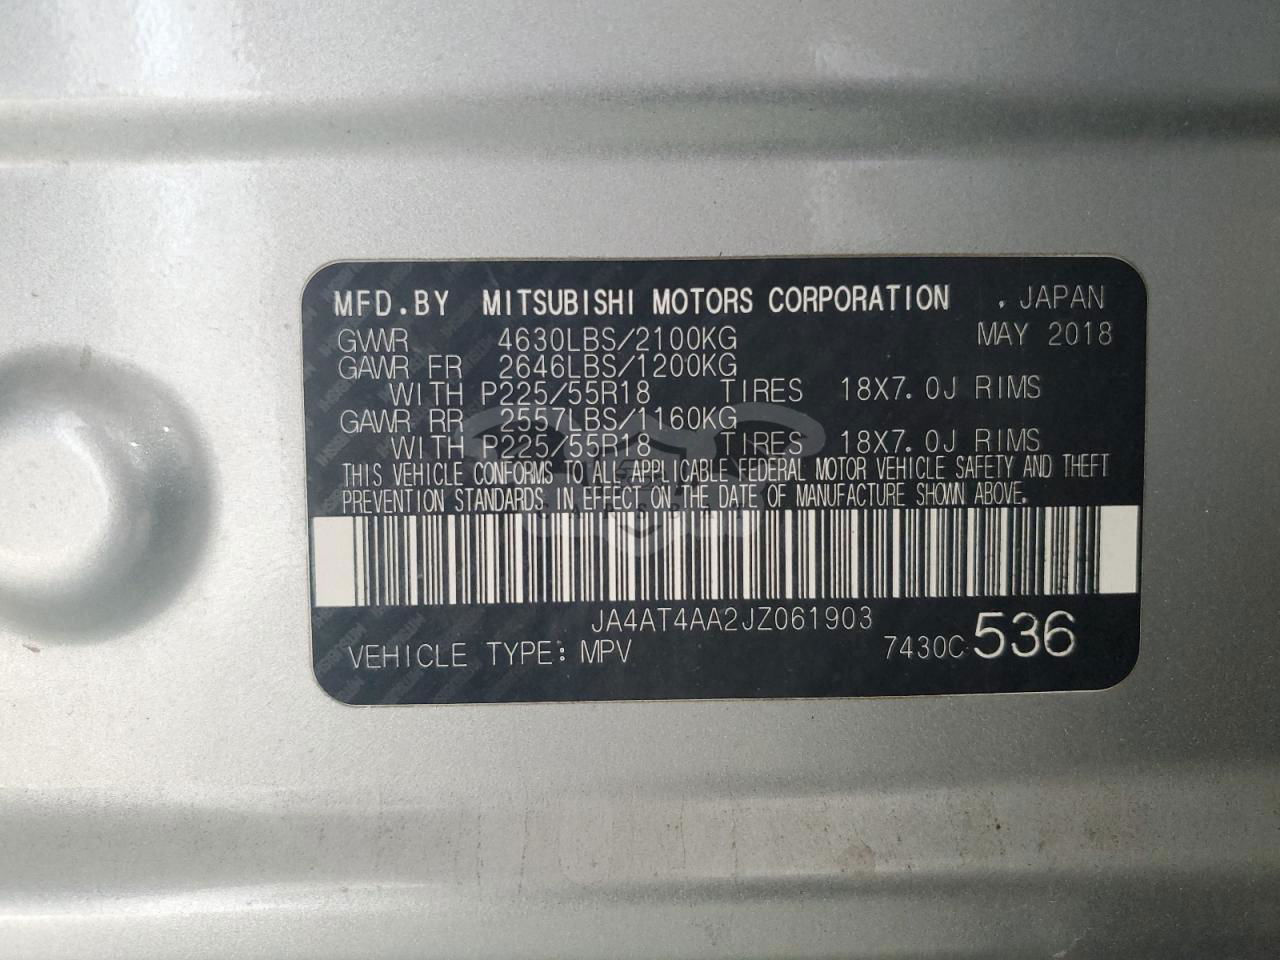 MFD.BY MITSUBISHI MOTORS CORPORATION , JAPAN
GVWR 4630LBS/2100KG MAY 2018
GAWR FR 2646LBS/1200KG
WITH P225/55R18 TIRES 18X7.0J RIMS
GAWR RR 2557LBS/1160KG
WITH P225/55R18 TIRES 18X7.0J RIMS
THIS VEHICLE CONFORMS TO ALL APPLICABLE FEDERAL MOTOR VEHICLE SAFETY AND THEFT
PREVENTION STANDARDS IN EFFECT ON THE DATE OF MANUFACTURE SHOWN ABOVE.
JA4AT4AA2JZ061903
VEHICLE TYPE: MPV 7430C 536